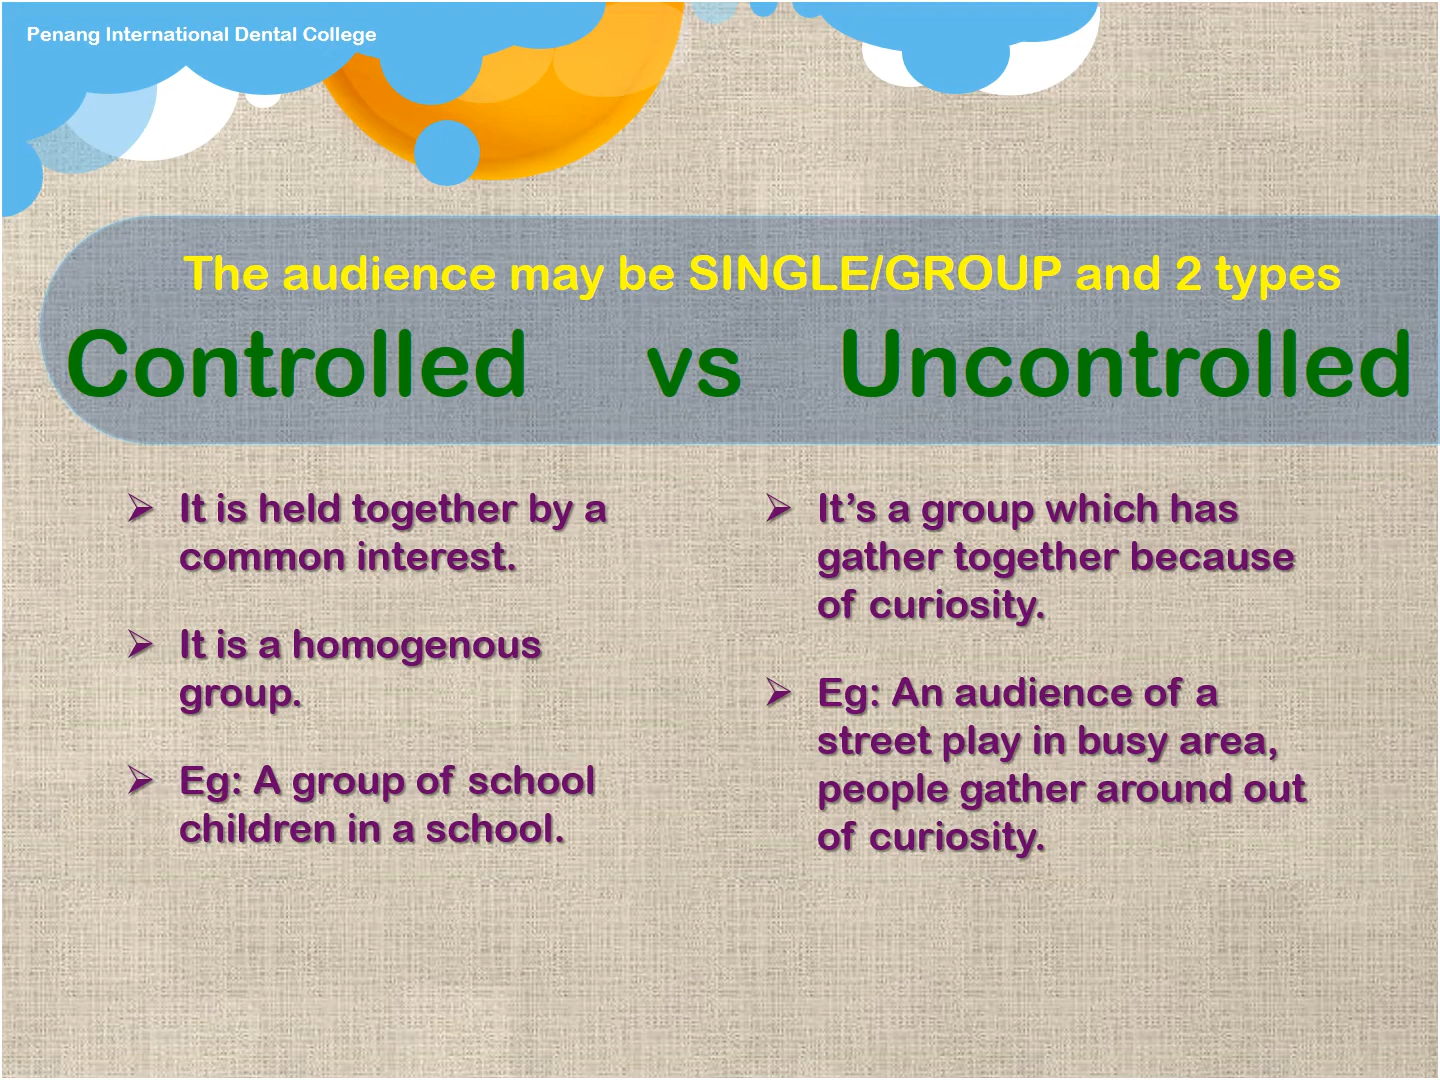 Penang International Dental College
The audience may be SINGLE/GROUP and 2 types
Controlled vs Uncontrolled
➢ It is held together by a
common interest.
➢ It is a homogenous
group.
➢ Eg: A group of school
children in a school.
➢ It’s a group which has
gather together because
of curiosity.
➢ Eg: An audience of a
street play in busy area,
people gather around out
of curiosity.